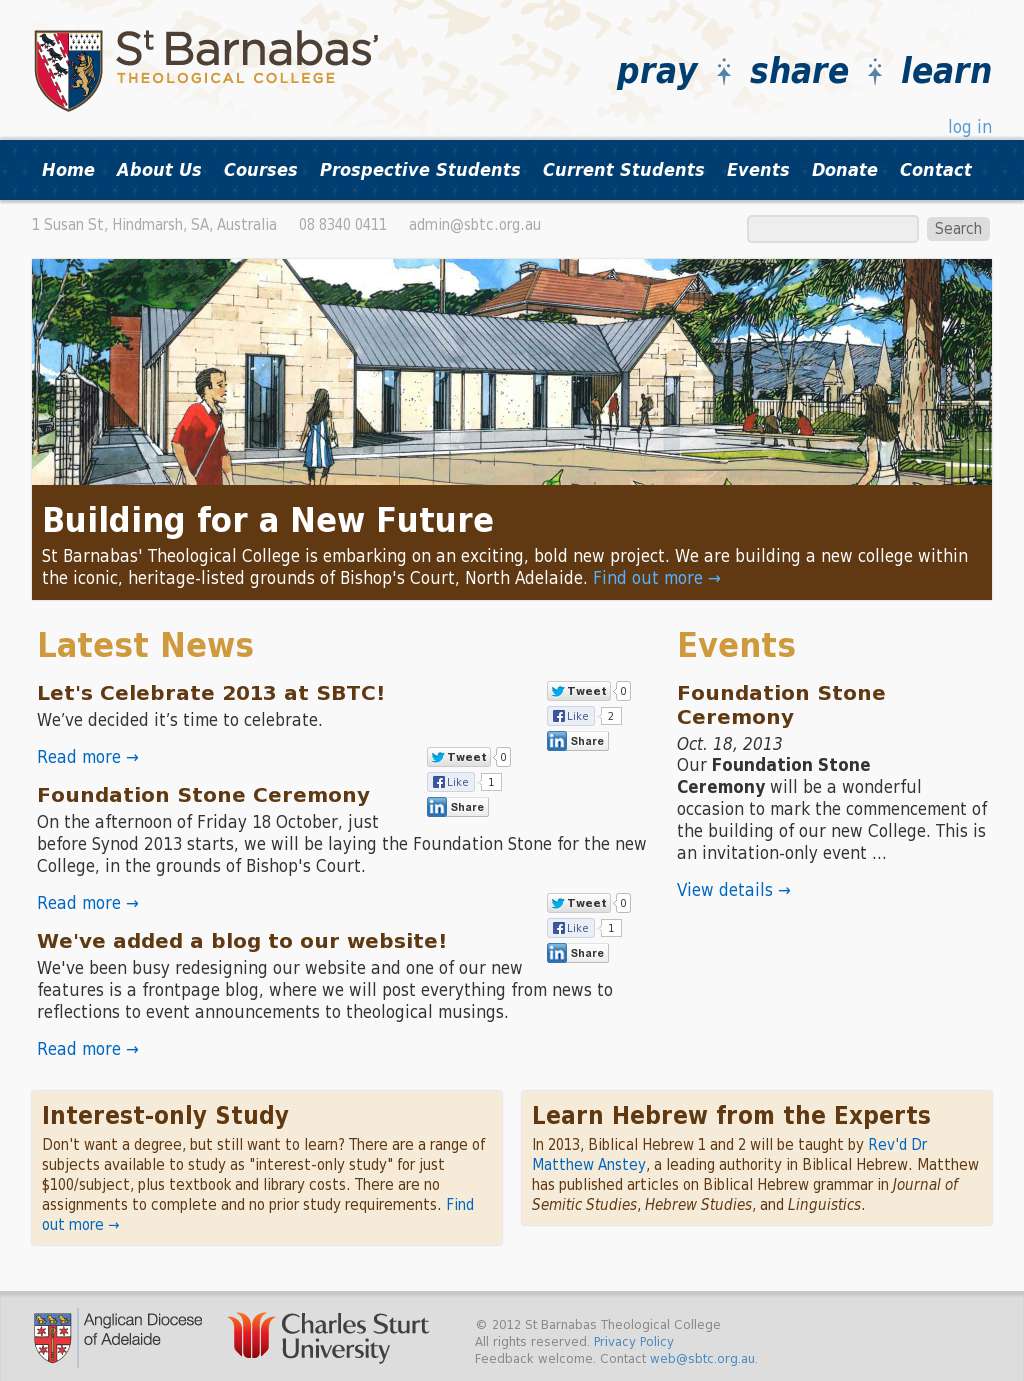 St Barnabas'
THEOLOGICAL COLLEGE
pray share learn
log in
Home About Us Courses Prospective Students Current Students Events Donate Contact
1 Susan St, Hindmarsh, SA, Australia 08 8340 0411 admin@sbtc.org.au Search
Building for a New Future
St Barnabas' Theological College is embarking on an exciting, bold new project. We are building a new college within
the iconic, heritage-listed grounds of Bishop's Court, North Adelaide. Find out more →
Latest News
Let's Celebrate 2013 at SBTC!
Tweet 0
We’ve decided it’s time to celebrate.
Like 2
Share
Read more →
Tweet 0
Like 1
Foundation Stone Ceremony
Share
On the afternoon of Friday 18 October, just
before Synod 2013 starts, we will be laying the Foundation Stone for the new
College, in the grounds of Bishop's Court.
Read more →
Tweet 0
Like 1
We've added a blog to our website!
Share
We've been busy redesigning our website and one of our new
features is a frontpage blog, where we will post everything from news to
reflections to event announcements to theological musings.
Read more →
Events
Foundation Stone
Ceremony
Oct. 18, 2013
Our Foundation Stone
Ceremony will be a wonderful
occasion to mark the commencement of
the building of our new College. This is
an invitation-only event ...
View details →
Interest-only Study
Don't want a degree, but still want to learn? There are a range of
subjects available to study as "interest-only study" for just
$100/subject, plus textbook and library costs. There are no
assignments to complete and no prior study requirements. Find
out more →
Learn Hebrew from the Experts
In 2013, Biblical Hebrew 1 and 2 will be taught by Rev'd Dr
Matthew Anstey, a leading authority in Biblical Hebrew. Matthew
has published articles on Biblical Hebrew grammar in Journal of
Semitic Studies, Hebrew Studies, and Linguistics.
Anglican Diocese
of Adelaide
Charles Sturt
University
© 2012 St Barnabas Theological College
All rights reserved. Privacy Policy
Feedback welcome. Contact web@sbtc.org.au.